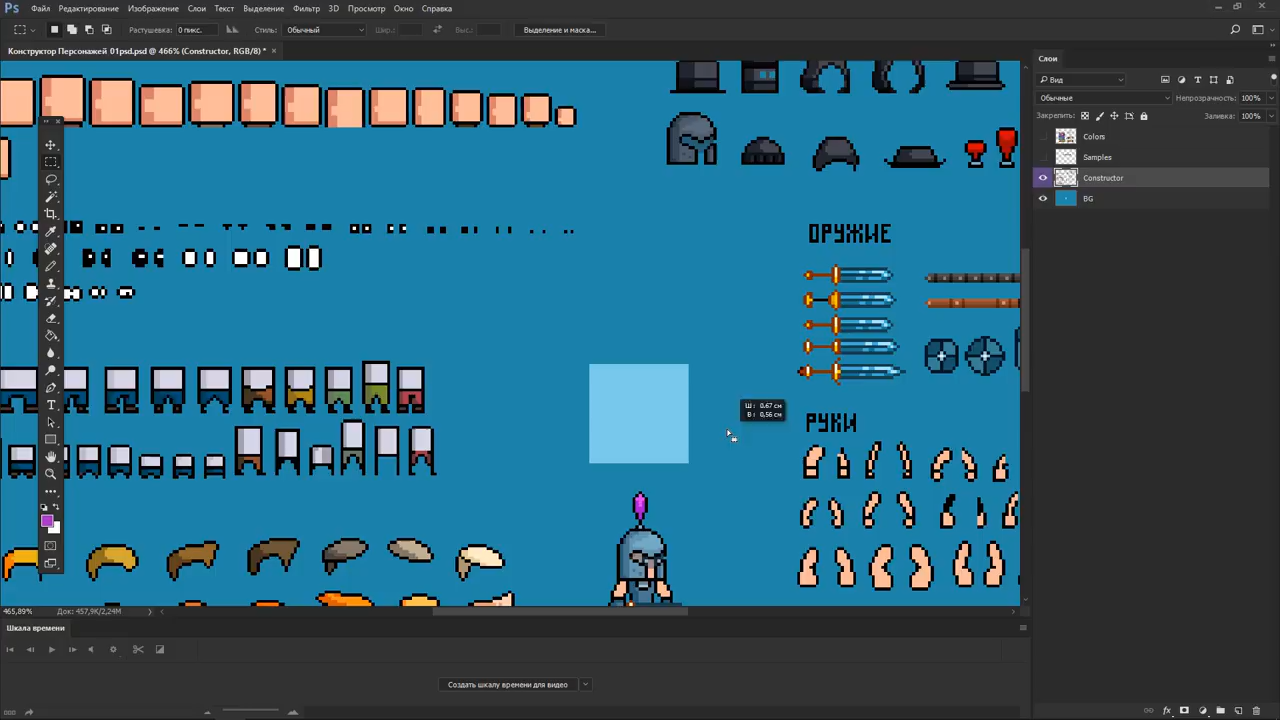 Ps Файл Редактирование Изображение Слои Текст Выделение Фильтр 3D Просмотр Окно Справка
Растушевка: 0 пикс. Стиль: Обычный Шир.: Выс.: Выделение и маска...
Конструктор Персонажей 01psd.psd @ 466% (Constructor, RGB/8) * ×
Слои
Вид
Обычные Непрозрачность: 100%
Закрепить: Заливка: 100%
Colors
Samples
Constructor
BG
ОРУЖИЕ
Ш: 0,67 см
В: 0,56 см
РУКИ
465,89% Док: 457,9K/2,24M
Шкала времени
Создать шкалу времени для видео